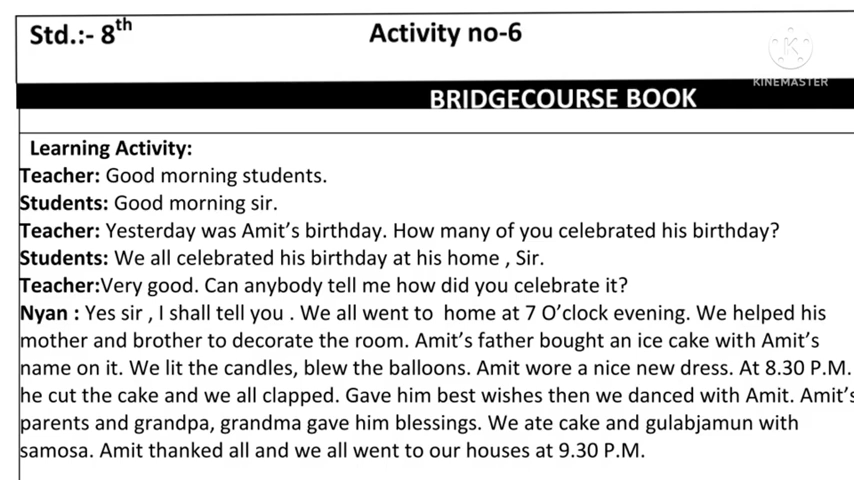 Std.:- 8th
Activity no-6
KINEMASTER
BRIDGECOURSE BOOK
Learning Activity:
Teacher: Good morning students.
Students: Good morning sir.
Teacher: Yesterday was Amit's birthday. How many of you celebrated his birthday?
Students: We all celebrated his birthday at his home , Sir.
Teacher:Very good. Can anybody tell me how did you celebrate it?
Nyan : Yes sir , I shall tell you . We all went to home at 7 O'clock evening. We helped his
mother and brother to decorate the room. Amit's father bought an ice cake with Amit's
name on it. We lit the candles, blew the balloons. Amit wore a nice new dress. At 8.30 P.M.
he cut the cake and we all clapped. Gave him best wishes then we danced with Amit. Amit's
parents and grandpa, grandma gave him blessings. We ate cake and gulabjamun with
samosa. Amit thanked all and we all went to our houses at 9.30 P.M.